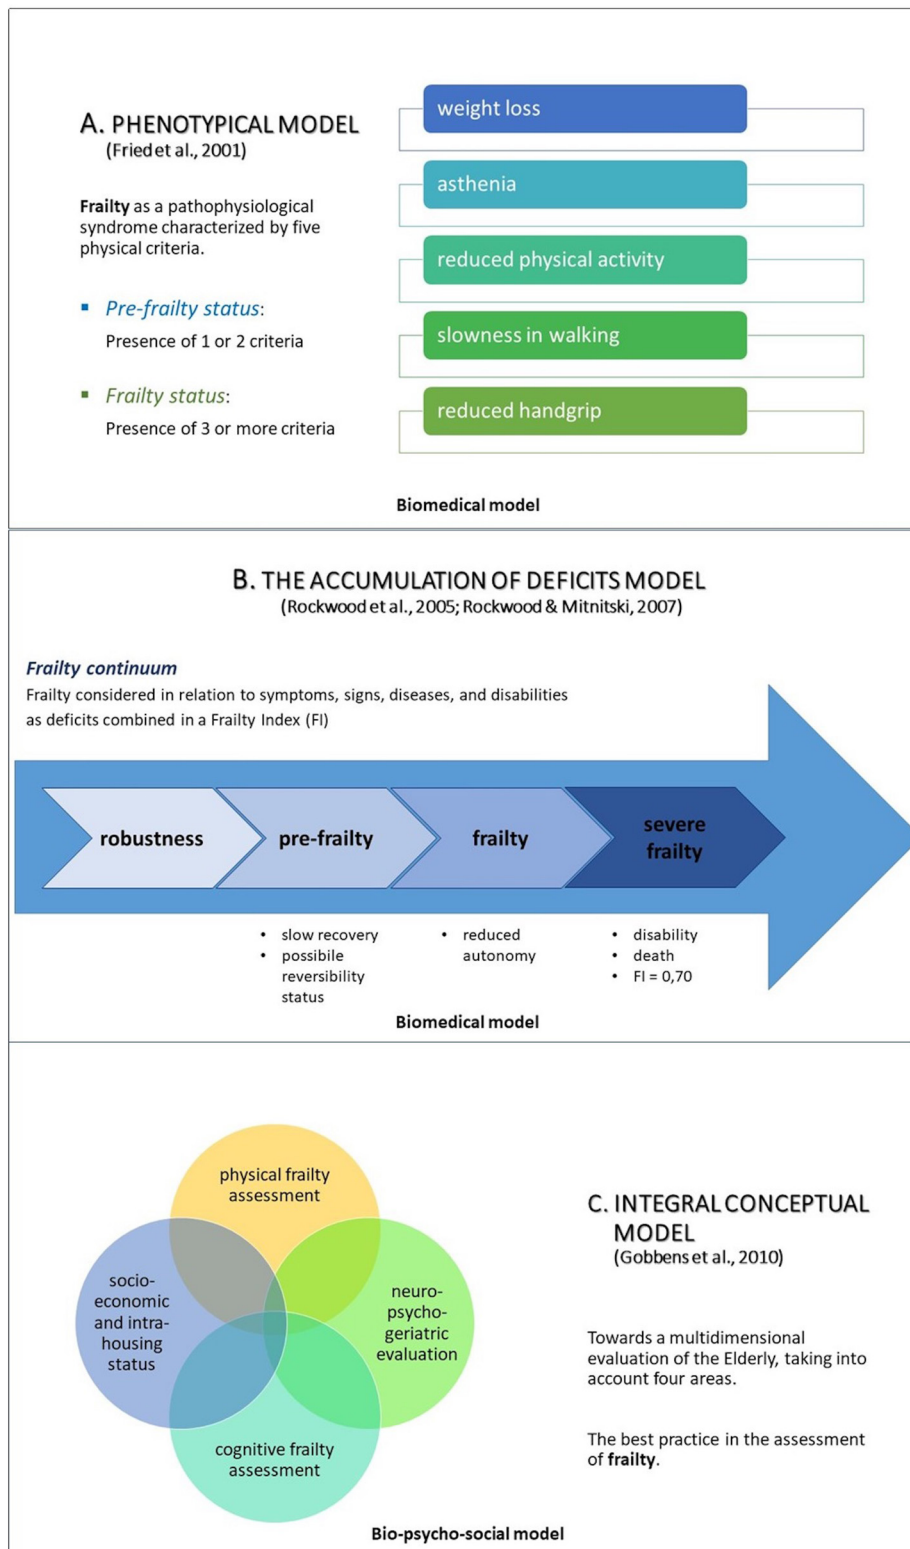 A. PHENOTYPICAL MODEL
(Fried et al., 2001)
Frailty as a pathophysiological
syndrome characterized by five
physical criteria.
▪ Pre-frailty status:
Presence of 1 or 2 criteria
▪ Frailty status:
Presence of 3 or more criteria
weight loss
asthenia
reduced physical activity
slowness in walking
reduced handgrip
Biomedical model
B. THE ACCUMULATION OF DEFICITS MODEL
(Rockwood et al., 2005; Rockwood & Mitnitski, 2007)
Frailty continuum
Frailty considered in relation to symptoms, signs, diseases, and disabilities
as deficits combined in a Frailty Index (FI)
robustness
pre-frailty
frailty
severe
frailty
• slow recovery
• possibile
reversibility
status
• reduced
autonomy
• disability
• death
• FI = 0,70
Biomedical model
physical frailty
assessment
socio-
economic
and intra-
housing
status
neuro-
psycho-
geriatric
evaluation
cognitive frailty
assessment
C. INTEGRAL CONCEPTUAL
MODEL
(Gobbens et al., 2010)
Towards a multidimensional
evaluation of the Elderly, taking into
account four areas.
The best practice in the assessment
of frailty.
Bio-psycho-social model